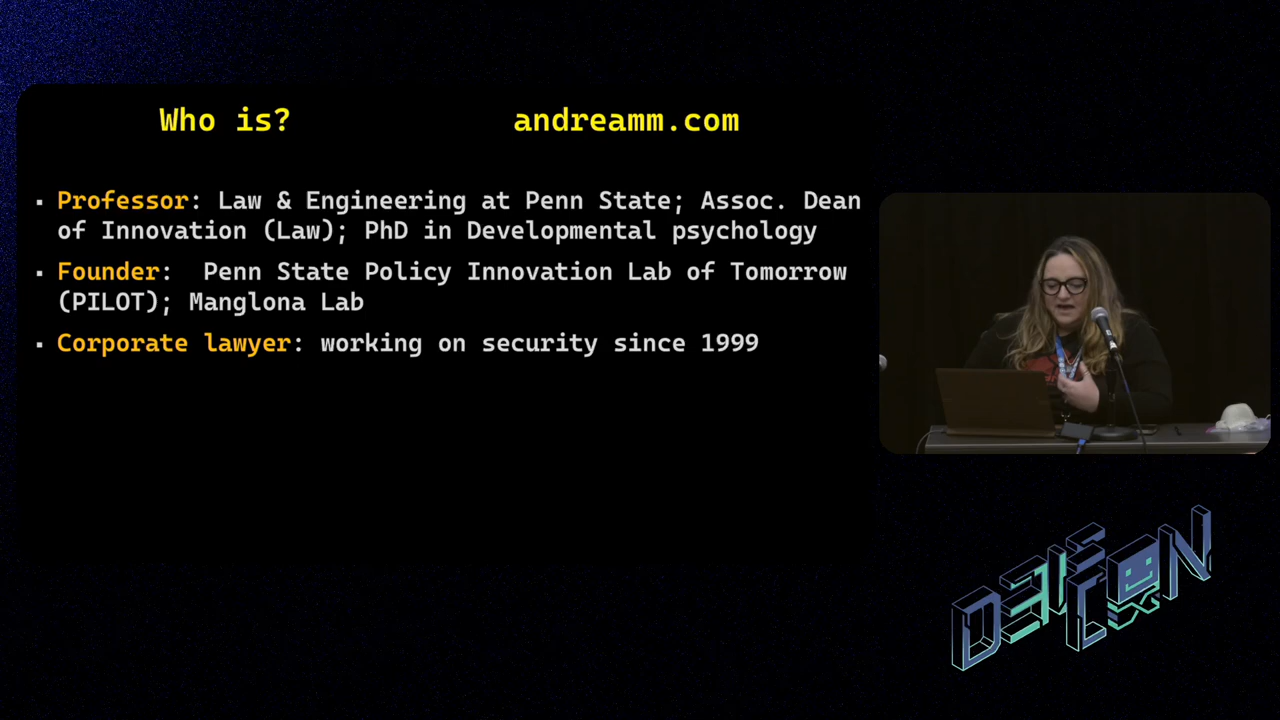 Who is?
andreamm.com
▪ Professor: Law & Engineering at Penn State; Assoc. Dean
of Innovation (Law); PhD in Developmental psychology
▪ Founder:  Penn State Policy Innovation Lab of Tomorrow
(PILOT); Manglona Lab
▪ Corporate lawyer: working on security since 1999
DEF CON